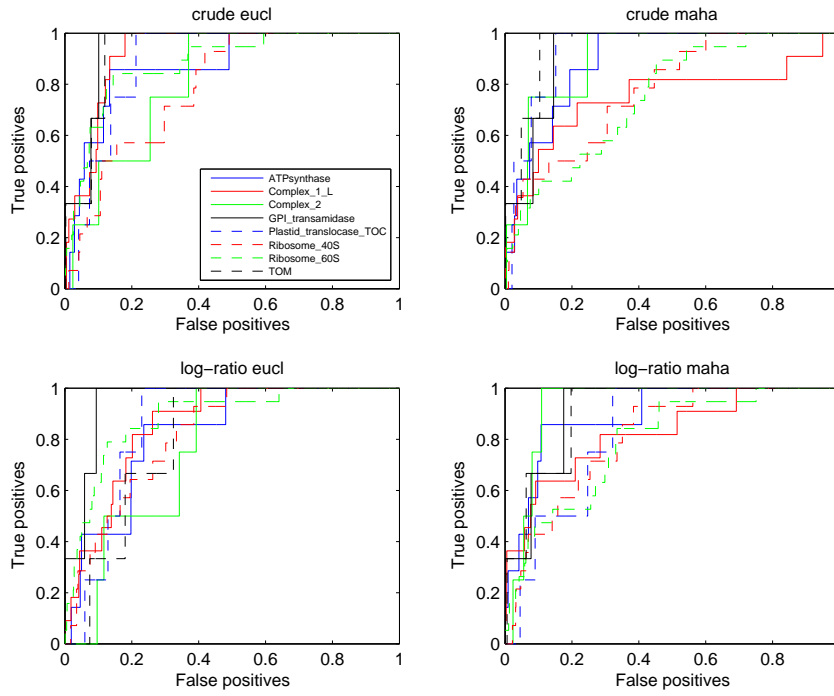 crude eucl
1
0.8
0.6
0.4
0.2
0
True positives
0 0.2 0.4 0.6 0.8 1
False positives
ATPsynthase
Complex_1_L
Complex_2
GPI_transamidase
Plastid_translocase_TOC
Ribosome_40S
Ribosome_60S
TOM
crude maha
1
0.8
0.6
0.4
0.2
0
True positives
0 0.2 0.4 0.6 0.8
False positives
log-ratio eucl
1
0.8
0.6
0.4
0.2
0
True positives
0 0.2 0.4 0.6 0.8 1
False positives
log-ratio maha
1
0.8
0.6
0.4
0.2
0
True positives
0 0.2 0.4 0.6 0.8
False positives